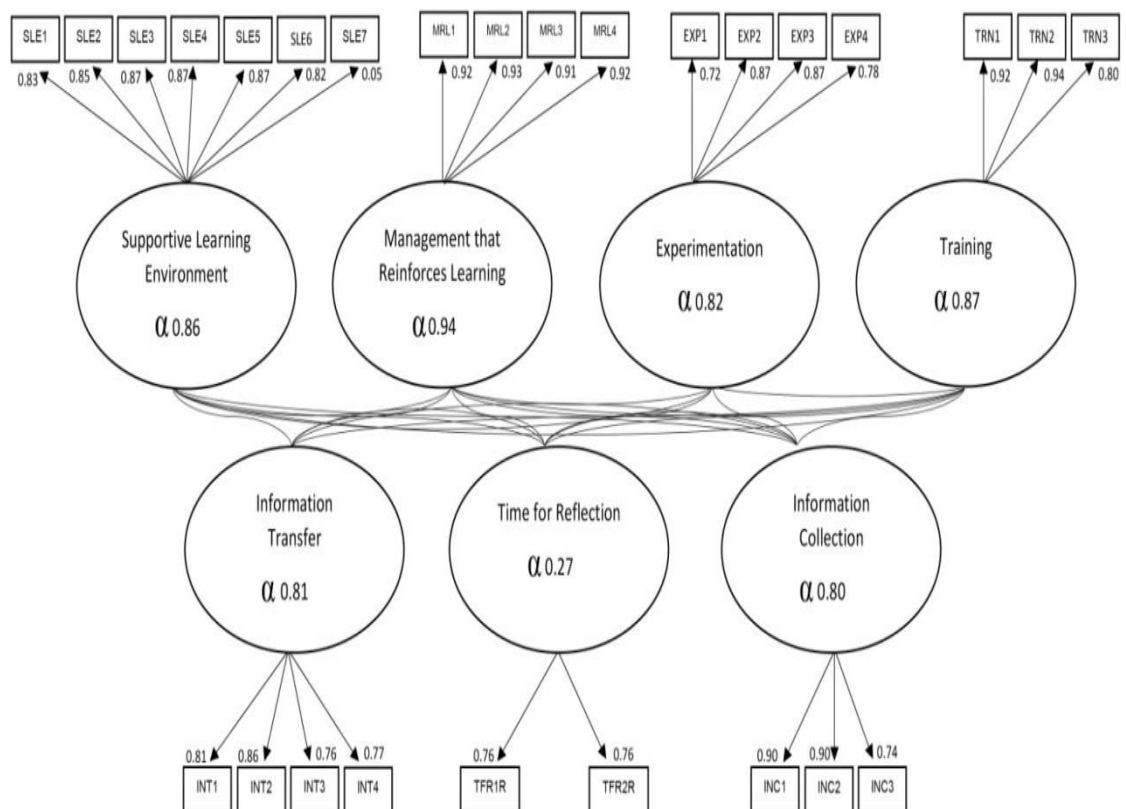 SLE1 SLE2 SLE3 SLE4 SLE5 SLE6 SLE7 MRL1 MRL2 MRL3 MRL4 EXP1 EXP2 EXP3 EXP4 TRN1 TRN2 TRN3
0.83 0.85 0.87 0.87 0.87 0.82 0.05 0.92 0.93 0.91 0.92 0.72 0.87 0.87 0.78 0.92 0.94 0.80
Supportive Learning
Environment
α 0.86
Management that
Reinforces Learning
α 0.94
Experimentation
α 0.82
Training
α 0.87
Information
Transfer
α 0.81
Time for Reflection
α 0.27
Information
Collection
α 0.80
0.81 0.86 0.76 0.77 0.76 0.76 0.90 0.90 0.74
INT1 INT2 INT3 INT4 TFR1R TFR2R INC1 INC2 INC3